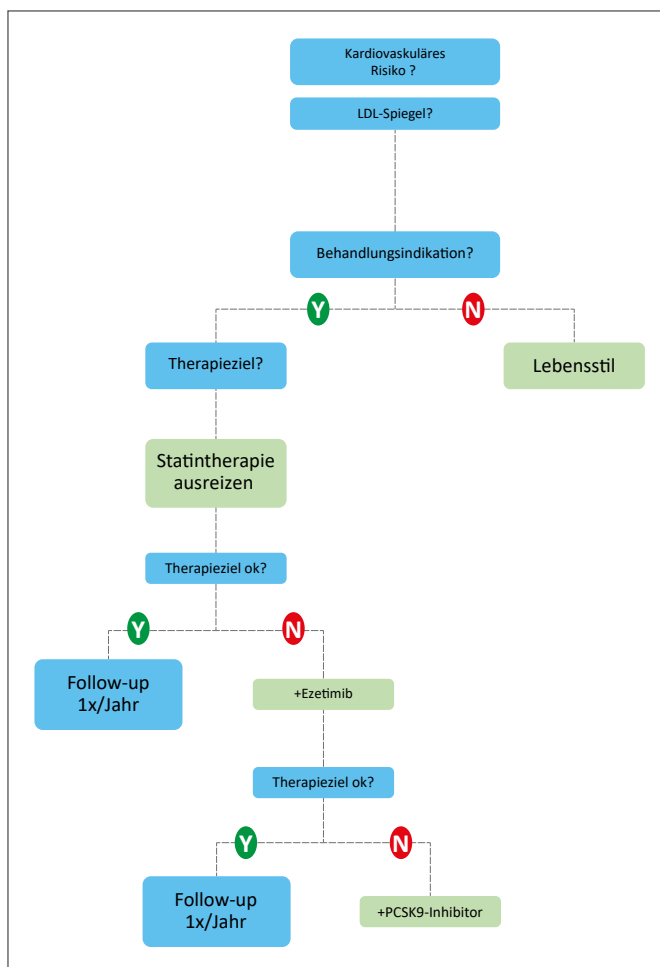 Kardiovaskuläres
Risiko ?
LDL-Spiegel?
Behandlungsindikation?
Y
N
Therapieziel?
Lebensstil
Statintherapie
ausreizen
Therapieziel ok?
Y
N
Follow-up
1x/Jahr
+Ezetimib
Therapieziel ok?
Y
N
Follow-up
1x/Jahr
+PCSK9-Inhibitor